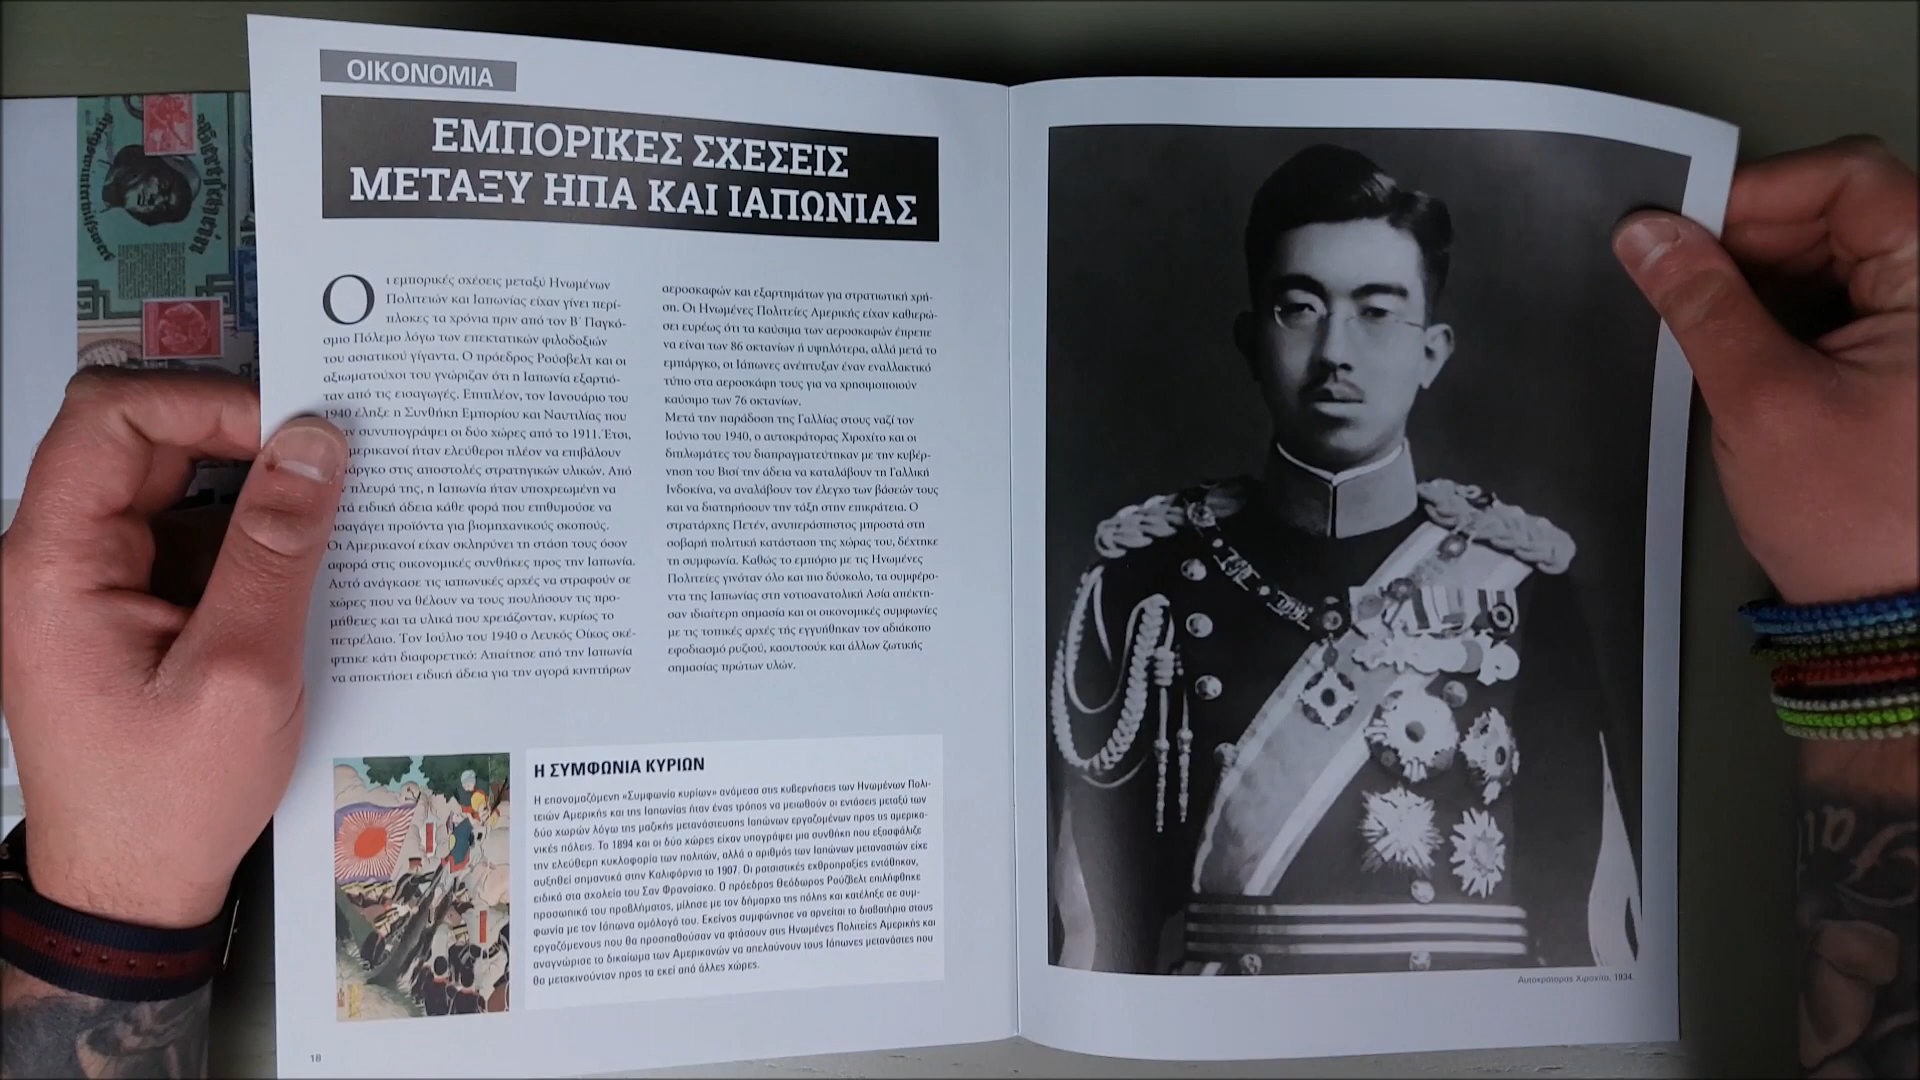 ΟΙΚΟΝΟΜΙΑ
ΕΜΠΟΡΙΚΕΣ ΣΧΕΣΕΙΣ
ΜΕΤΑΞΥ ΗΠΑ ΚΑΙ ΙΑΠΩΝΙΑΣ
Οι εμπορικές σχέσεις μεταξύ Ηνωμένων
Πολιτειών και Ιαπωνίας είχαν γίνει περί-
πλοκες τα χρόνια πριν από τον Β΄ Παγκό-
σμιο Πόλεμο λόγω των επεκτατικών φιλοδοξιών
του ασιατικού γίγαντα. Ο πρόεδρος Ρούσβελτ και οι
αξιωματούχοι του γνώριζαν ότι η Ιαπωνία εξαρτιό-
ταν από τις εισαγωγές. Επιπλέον, τον Ιανουάριο του
1940 έληξε η Συνθήκη Εμπορίου και Ναυτιλίας που
συνυπογράψει οι δύο χώρες από το 1911. Έτσι,
ήταν ελεύθεροι πλέον να επιβάλουν
στις αποστολές στρατηγικών υλικών. Από
πλευρά της, η Ιαπωνία ήταν υποχρεωμένη να
ειδική άδεια κάθε φορά που επιθυμούσε να
προϊόντα για βιομηχανικούς σκοπούς.
Οι Αμερικανοί είχαν σκληρύνει τη στάση τους όσον
αφορά στις οικονομικές συνθήκες προς την Ιαπωνία.
Αυτό ανάγκασε τις ιαπωνικές αρχές να στραφούν σε
χώρες που να θέλουν να τους πουλήσουν τις προ-
μήθειες και τα υλικά που χρειάζονταν, κυρίως το
πετρέλαιο. Τον Ιούλιο του 1940 ο Λευκός Οίκος σκέ-
φτηκε κάτι διαφορετικό: Απαίτησε από την Ιαπωνία
να αποκτήσει ειδική άδεια για την αγορά κινητήρων
αεροσκαφών και εξαρτημάτων για στρατιωτική χρή-
ση. Οι Ηνωμένες Πολιτείες Αμερικής είχαν καθιερώ-
σει ευρέως ότι τα καύσιμα των αεροσκαφών έπρεπε
να είναι των 86 οκτανίων ή υψηλότερα, αλλά μετά το
εμπάργκο, οι Ιάπωνες ανέπτυξαν έναν εναλλακτικό
τύπο στα αεροσκάφη τους για να χρησιμοποιούν
καύσιμο των 76 οκτανίων.
Μετά την παράδοση της Γαλλίας στους ναζί τον
Ιούνιο του 1940, ο αυτοκράτορας Χιροχίτο και οι
διπλωμάτες του διαπραγματεύτηκαν με την κυβέρ-
νηση του Βισί την άδεια να καταλάβουν τη Γαλλική
Ινδοκίνα, να αναλάβουν τον έλεγχο των βάσεών τους
και να διατηρήσουν την τάξη στην επικράτεια. Ο
στρατάρχης Πετέν, ανυπεράσπιστος μπροστά στη
σοβαρή πολιτική κατάσταση της χώρας του, δέχτηκε
τη συμφωνία. Καθώς το εμπόριο με τις Ηνωμένες
Πολιτείες γινόταν όλο και πιο δύσκολο, τα συμφέρο-
ντα της Ιαπωνίας στη νοτιοανατολική Ασία απέκτη-
σαν ιδιαίτερη σημασία και οι οικονομικές συμφωνίες
με τις τοπικές αρχές τής εγγυήθηκαν τον αδιάκοπο
εφοδιασμό ρυζιού, καουτσούκ και άλλων ζωτικής
σημασίας πρώτων υλών.
Η ΣΥΜΦΩΝΙΑ ΚΥΡΙΩΝ
Η επονομαζόμενη «Συμφωνία κυρίων» ανάμεσα στις κυβερνήσεις των Ηνωμένων Πολι-
τειών Αμερικής και της Ιαπωνίας ήταν ένας τρόπος να μειωθούν οι εντάσεις μεταξύ των
δύο χωρών λόγω της μαζικής μετανάστευσης Ιαπώνων εργαζομένων προς τις αμερικα-
νικές πόλεις. Το 1894 και οι δύο χώρες είχαν υπογράψει μια συνθήκη που εξασφάλιζε
την ελεύθερη κυκλοφορία των πολιτών, αλλά ο αριθμός των Ιαπώνων μεταναστών είχε
αυξηθεί σημαντικά στην Καλιφόρνια το 1907. Οι ρατσιστικές εχθροπραξίες εντάθηκαν,
ειδικά στα σχολεία του Σαν Φρανσίσκο. Ο πρόεδρος Θεόδωρος Ρούζβελτ επιλήφθηκε
προσωπικά του προβλήματος, μίλησε με τον δήμαρχο της πόλης και κατέληξε σε συμ-
φωνία με τον Ιάπωνα ομόλογό του. Εκείνος συμφώνησε να αρνείται το διαβατήριο στους
εργαζόμενους που θα προσπαθούσαν να φτάσουν στις Ηνωμένες Πολιτείες Αμερικής και
αναγνώρισε το δικαίωμα των Αμερικανών να απελαύνουν τους Ιάπωνες μετανάστες που
θα μετακινούνταν προς τα εκεί από άλλες χώρες.
18
Αυτοκράτορας Χιροχίτο, 1934.